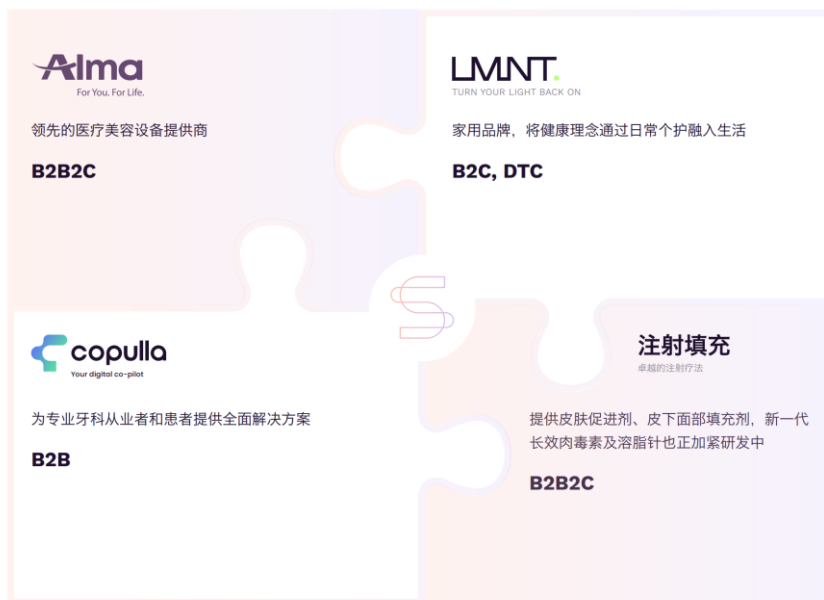 Alma
For You. For Life.
领先的医疗美容设备提供商
B2B2C
LMNT.
TURN YOUR LIGHT BACK ON
家用品牌，将健康理念通过日常个护融入生活
B2C, DTC
copulla
Your digital co-pilot
为专业牙科从业者和患者提供全面解决方案
B2B
注射填充
卓越的注射疗法
提供皮肤促进剂、皮下面部填充剂，新一代
长效肉毒素及溶脂针也正加紧研发中
B2B2C